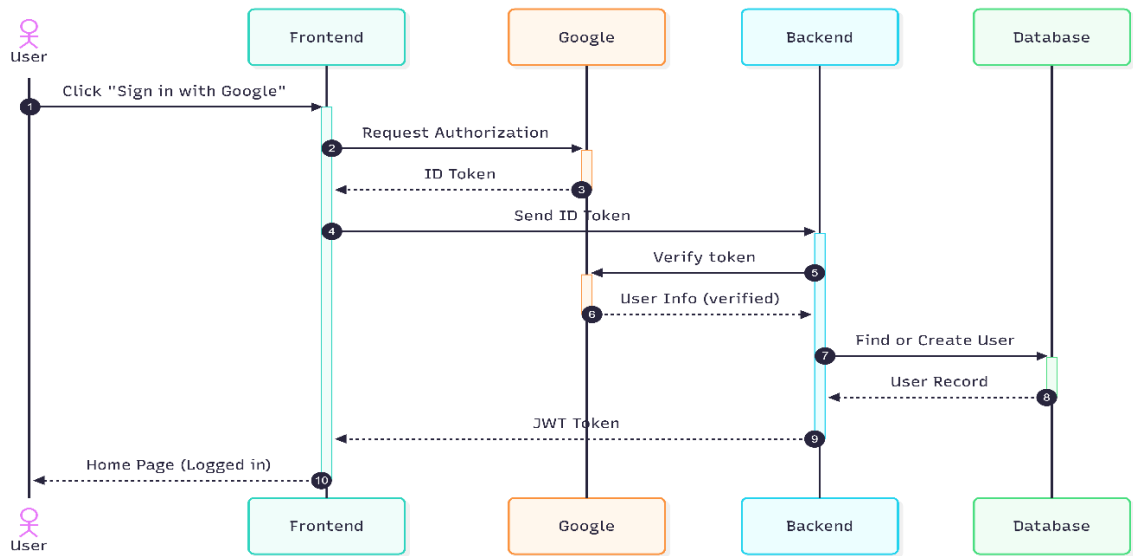 User
Frontend
Google
Backend
Database
1
Click "Sign in with Google"
2
Request Authorization
3
ID Token
4
Send ID Token
5
Verify token
6
User Info (verified)
7
Find or Create User
8
User Record
9
JWT Token
10
Home Page (Logged in)
User
Frontend
Google
Backend
Database